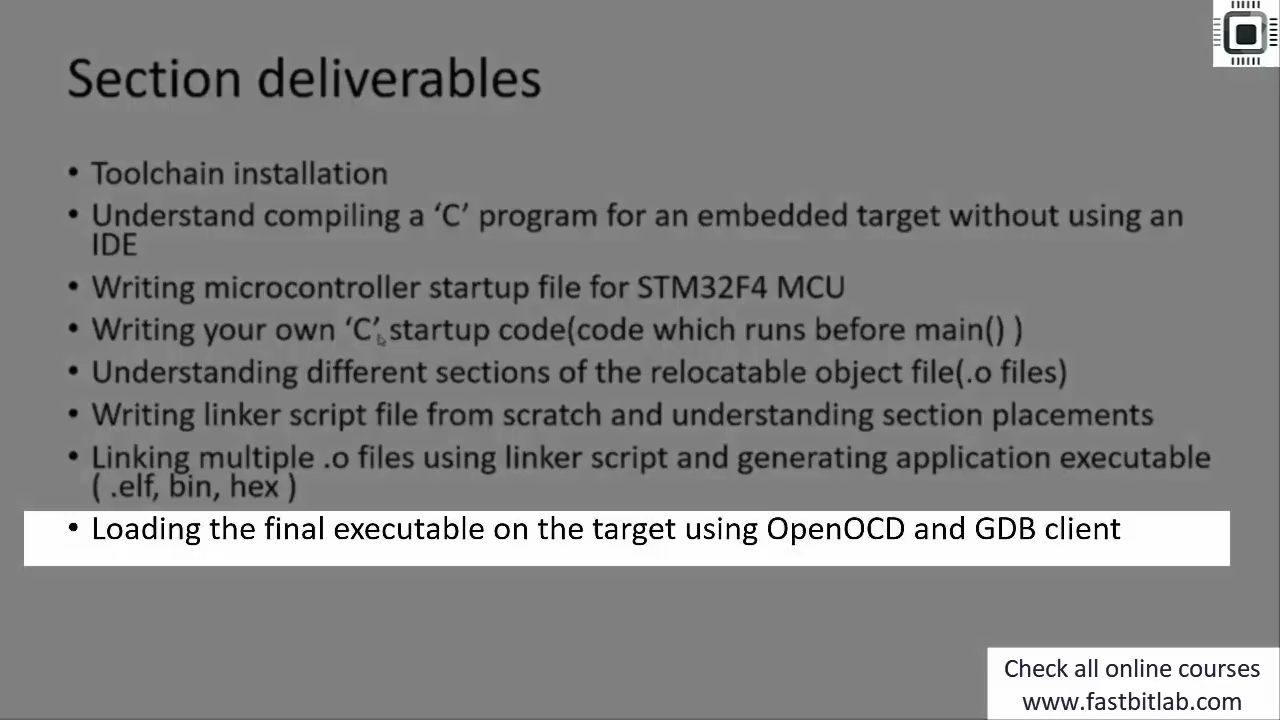 Section deliverables
• Toolchain installation
• Understand compiling a ‘C’ program for an embedded target without using an
IDE
• Writing microcontroller startup file for STM32F4 MCU
• Writing your own ‘C’ startup code(code which runs before main() )
• Understanding different sections of the relocatable object file(.o files)
• Writing linker script file from scratch and understanding section placements
• Linking multiple .o files using linker script and generating application executable
( .elf, bin, hex )
• Loading the final executable on the target using OpenOCD and GDB client
Check all online courses
www.fastbitlab.com